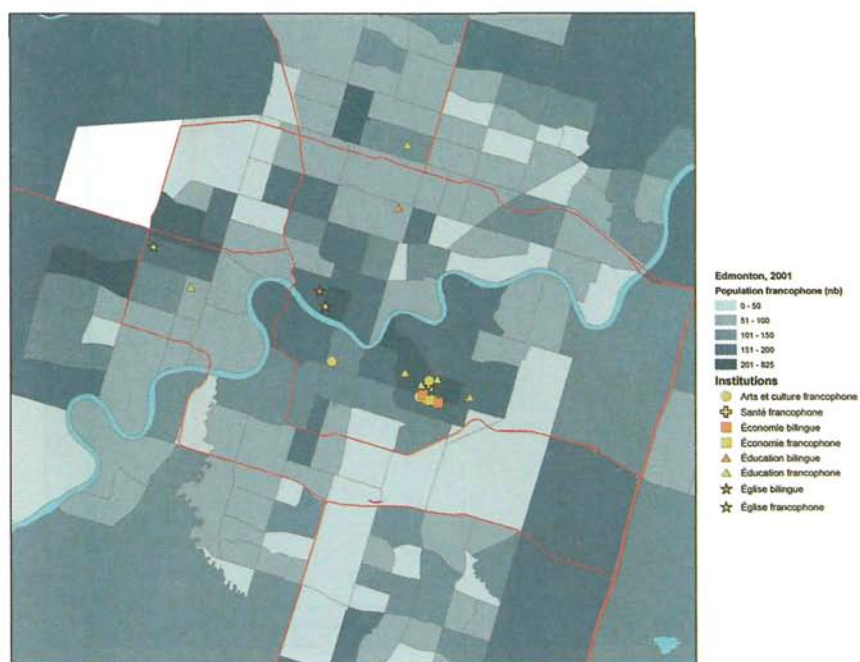 Edmonton, 2001
Population francophone (nb)
0 - 50
51 - 100
101 - 150
151 - 200
201 - 825
Institutions
Arts et culture francophone
Santé francophone
Économie bilingue
Économie francophone
Éducation bilingue
Éducation francophone
Église bilingue
Église francophone